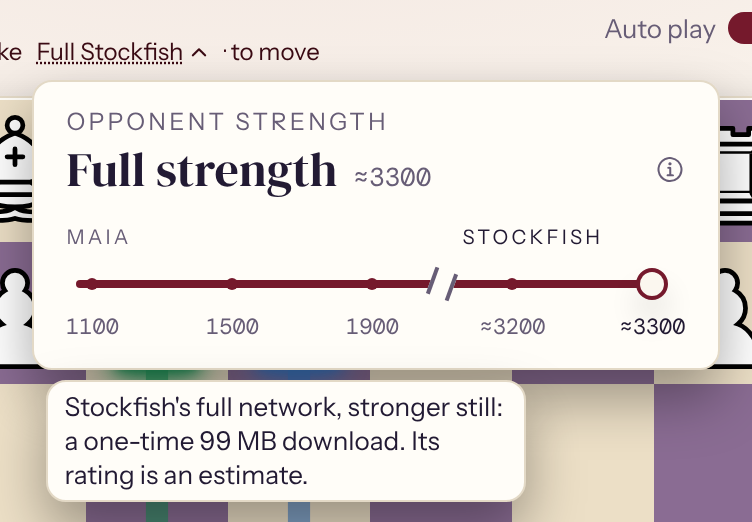 Auto play
ke Full Stockfish · to move
OPPONENT STRENGTH
Full strength ≈3300
MAIA STOCKFISH
1100 1500 1900 ≈3200 ≈3300
Stockfish's full network, stronger still:
a one-time 99 MB download. Its
rating is an estimate.